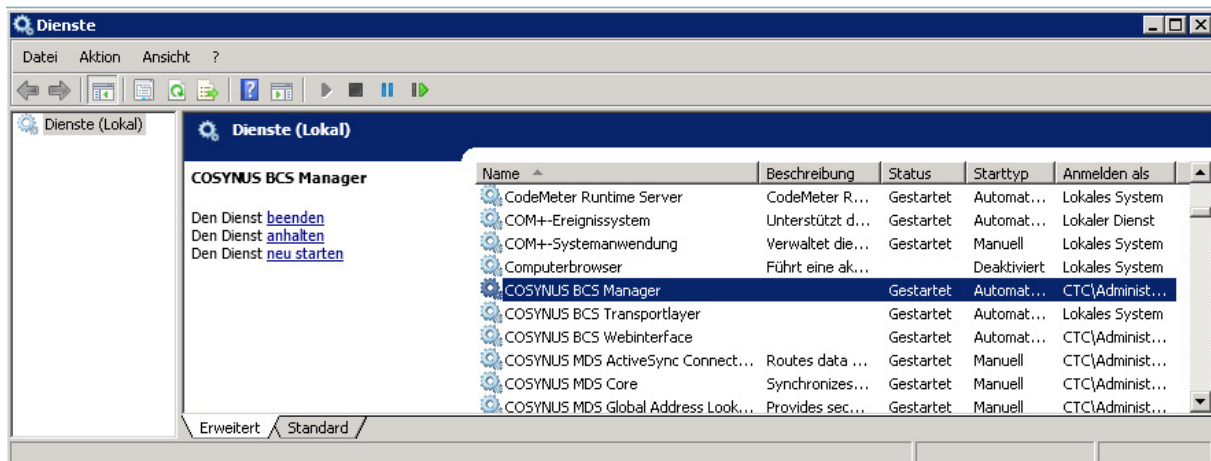 Dienste
Datei Aktion Ansicht ?
Dienste (Lokal)
Dienste (Lokal)
COSYNUS BCS Manager
Den Dienst beenden
Den Dienst anhalten
Den Dienst neu starten
Name Beschreibung Status Starttyp Anmelden als
CodeMeter Runtime Server CodeMeter R... Gestartet Automat... Lokales System
COM+-Ereignissystem Unterstützt d... Gestartet Automat... Lokaler Dienst
COM+-Systemanwendung Verwaltet die... Gestartet Manuell Lokales System
Computerbrowser Führt eine ak... Deaktiviert Lokales System
COSYNUS BCS Manager Gestartet Automat... CTC\Administ...
COSYNUS BCS Transportlayer Gestartet Automat... Lokales System
COSYNUS BCS Webinterface Gestartet Automat... CTC\Administ...
COSYNUS MDS ActiveSync Connect... Routes data ... Gestartet Manuell CTC\Administ...
COSYNUS MDS Core Synchronizes... Gestartet Manuell CTC\Administ...
COSYNUS MDS Global Address Look... Provides sec... Gestartet Manuell CTC\Administ...
Erweitert Standard